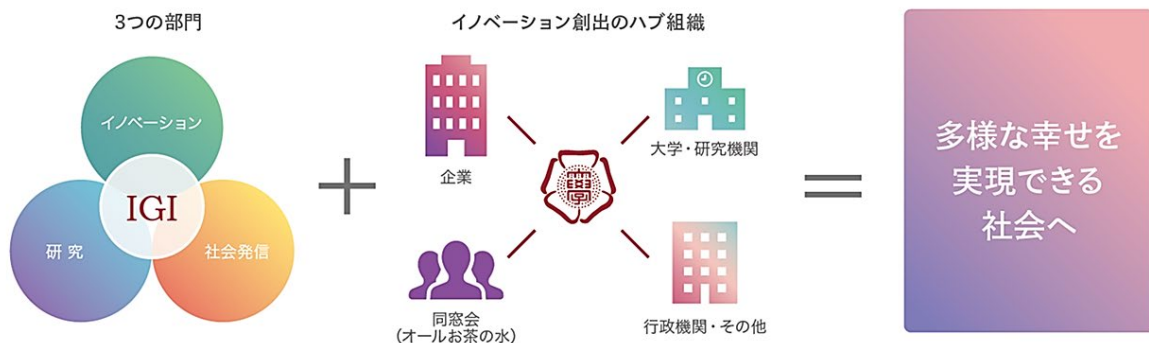 3つの部門
イノベーション
IGI
研究
社会発信
+
イノベーション創出のハブ組織
企業
大学・研究機関
同窓会
(オールお茶の水)
行政機関・その他
=
多様な幸せを
実現できる
社会へ